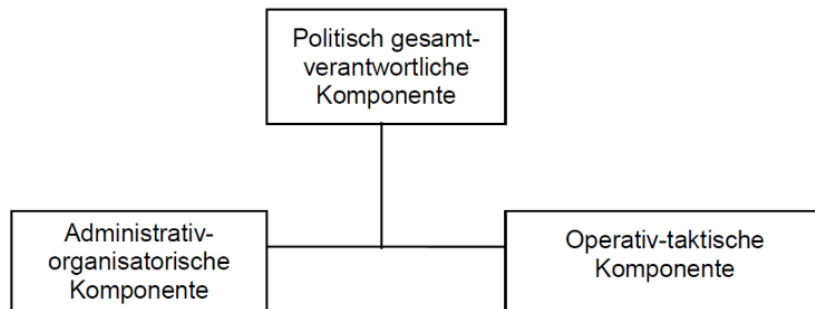 Politisch gesamt-
verantwortliche
Komponente
Administrativ-
organisatorische
Komponente
Operativ-taktische
Komponente